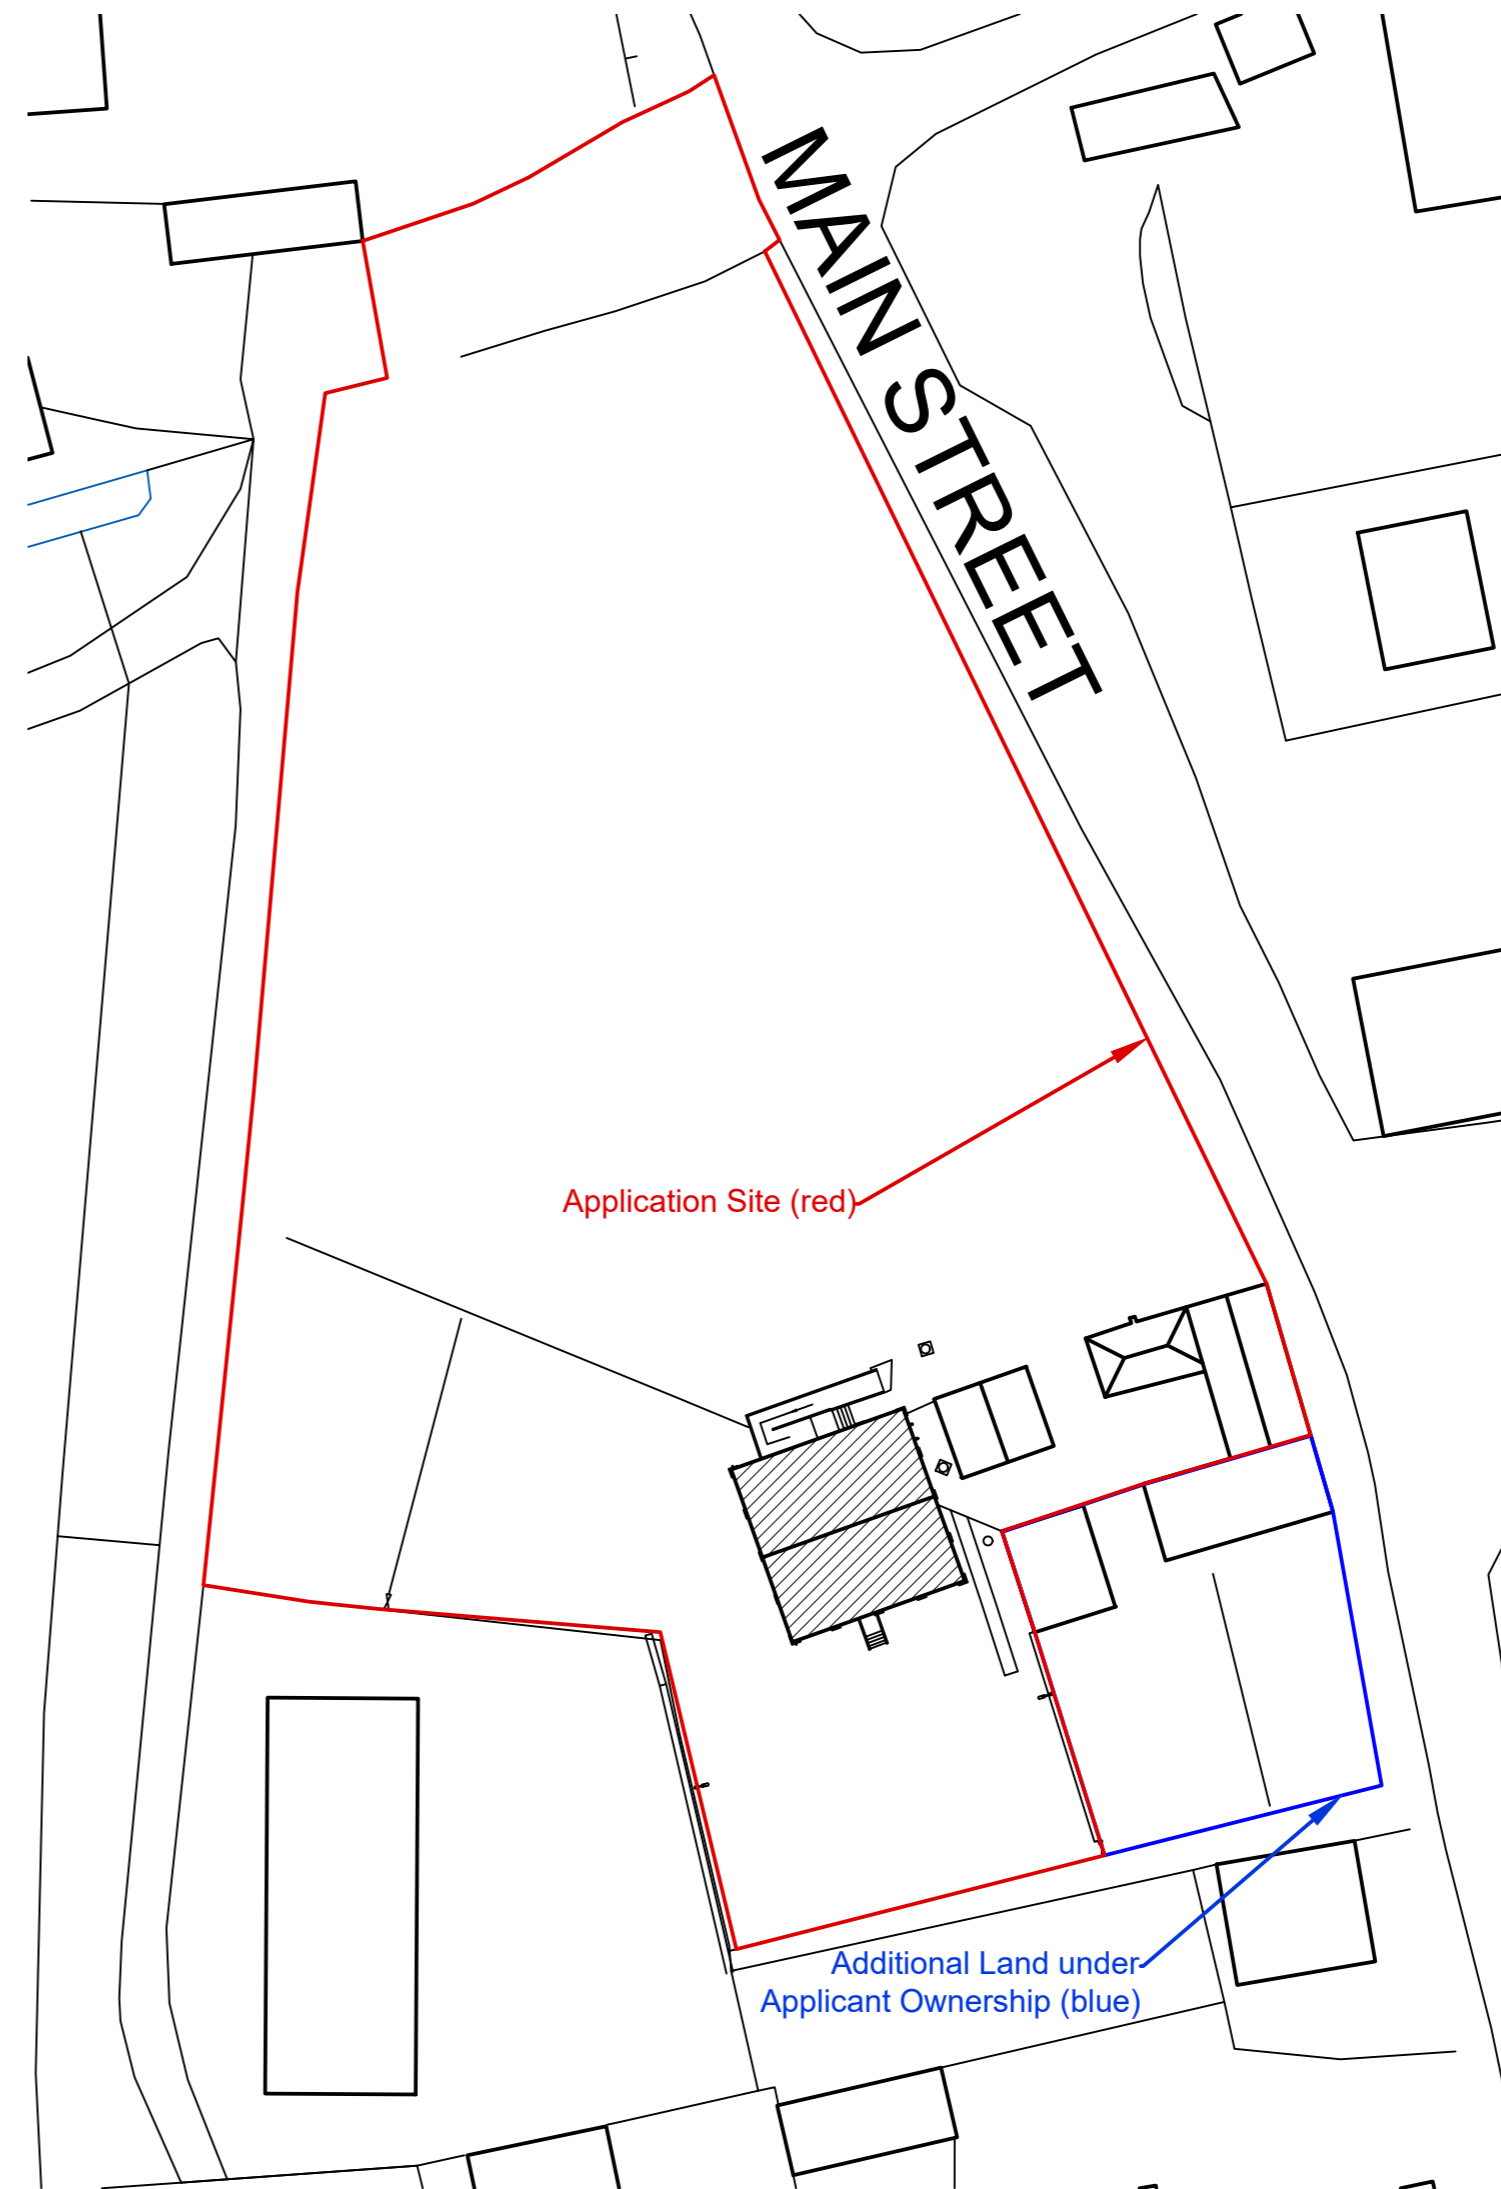 MAIN STREET
Application Site (red)
Additional Land under
Applicant Ownership (blue)